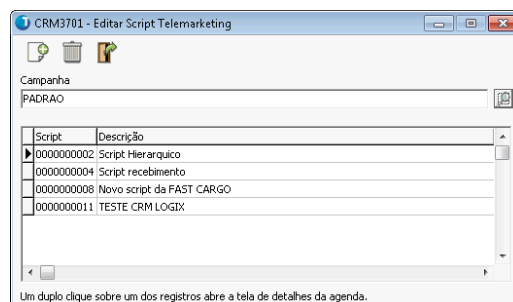 CRM3701 - Editar Script Telemarketing
Campanha
PADRAO
Script Descrição
0000000002 Script Hierarquico
0000000004 Script recebimento
0000000008 Novo script da FAST CARGO
0000000011 TESTE CRM LOGIX
Um duplo clique sobre um dos registros abre a tela de detalhes da agenda.